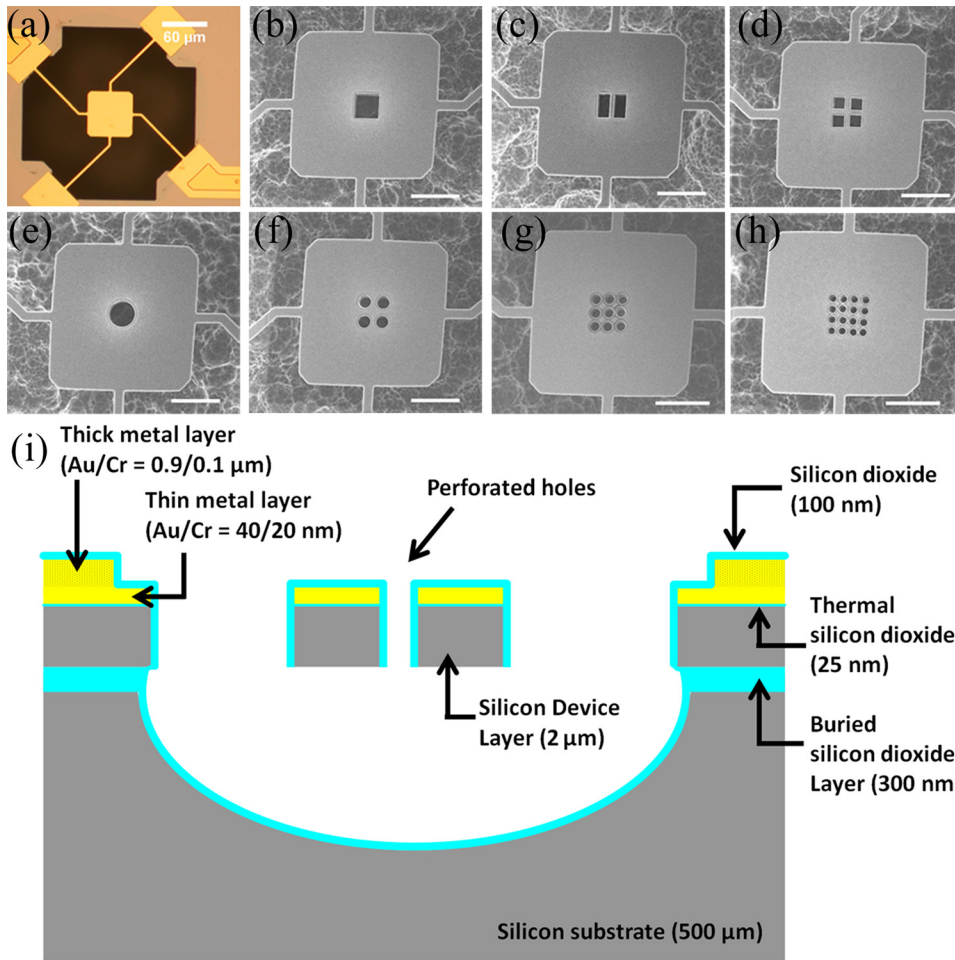 (a)
60 µm
(b)
(c)
(d)
(e)
(f)
(g)
(h)
(i)
Thick metal layer
(Au/Cr = 0.9/0.1 µm)
Thin metal layer
(Au/Cr = 40/20 nm)
Perforated holes
Silicon dioxide
(100 nm)
Thermal
silicon dioxide
(25 nm)
Silicon Device
Layer (2 µm)
Buried
silicon dioxide
Layer (300 nm
Silicon substrate (500 µm)